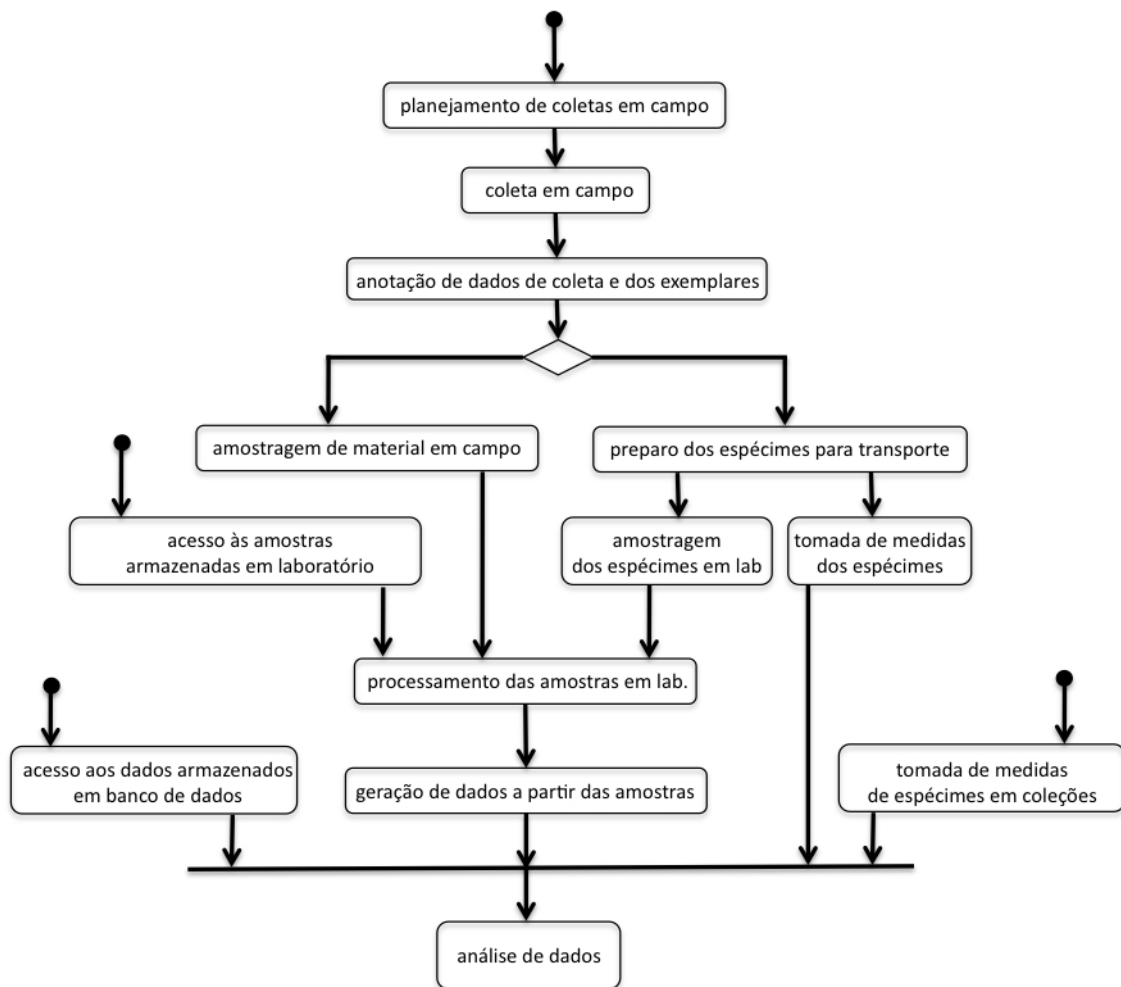 planejamento de coletas em campo
coleta em campo
anotação de dados de coleta e dos exemplares
amostragem de material em campo
preparo dos espécimes para transporte
acesso às amostras
armazenadas em laboratório
amostragem
dos espécimes em lab
tomada de medidas
dos espécimes
processamento das amostras em lab.
acesso aos dados armazenados
em banco de dados
geração de dados a partir das amostras
tomada de medidas
de espécimes em coleções
análise de dados